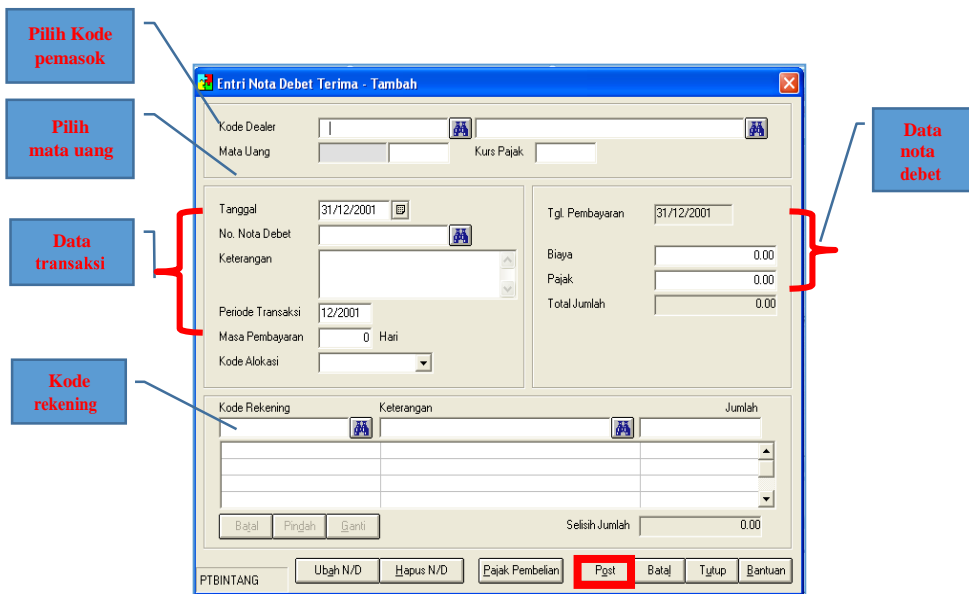 Pilih Kode
pemasok
Entri Nota Debet Terima - Tambah
Kode Dealer
Pilih
mata uang
Mata Uang
Kurs Pajak
Data
nota
debet
Tanggal
31/12/2001
Tgl. Pembayaran
31/12/2001
No. Nota Debet
Data
transaksi
Keterangan
Biaya
0.00
Pajak
0.00
Total Jumlah
0.00
Periode Transaksi
12/2001
Masa Pembayaran
0 Hari
Kode Alokasi
Kode
rekening
Kode Rekening
Keterangan
Jumlah
Batal
Pindah
Ganti
Selisih Jumlah
0.00
PTBINTANG
Ubah N/D
Hapus N/D
Pajak Pembelian
Post
Batal
Tutup
Bantuan